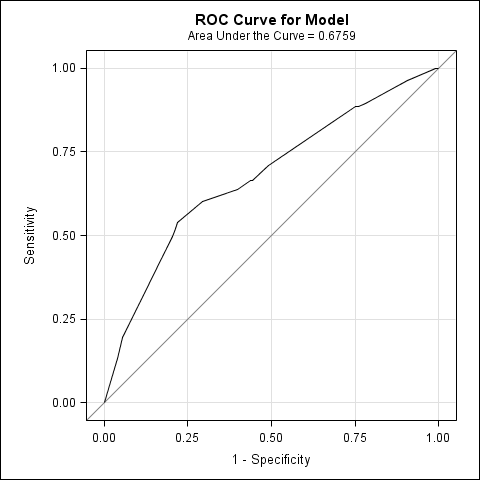 ROC Curve for Model
Area Under the Curve = 0.6759
1.00
0.75
0.50
0.25
0.00
Sensitivity
0.00 0.25 0.50 0.75 1.00
1 - Specificity